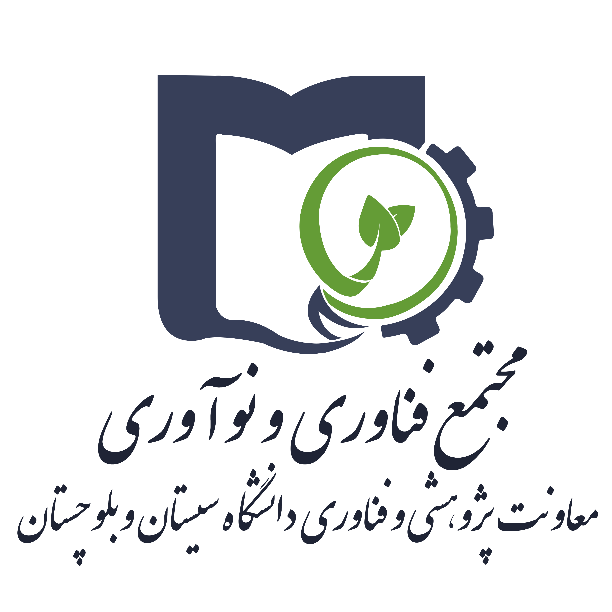 مجتمع فناوری و نوآوری
معاونت پژوهشی و فناوری دانشگاه سیستان و بلوچستان